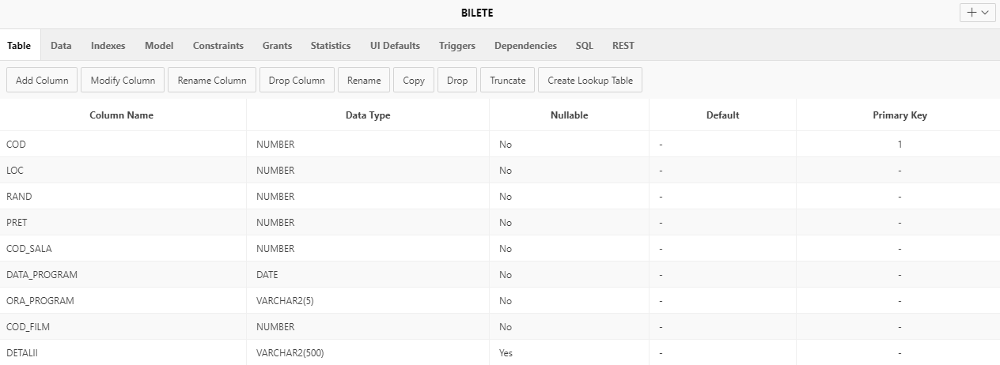 BILETE
Table Data Indexes Model Constraints Grants Statistics UI Defaults Triggers Dependencies SQL REST
Add Column Modify Column Rename Column Drop Column Rename Copy Drop Truncate Create Lookup Table
Column Name Data Type Nullable Default Primary Key
COD NUMBER No - 1
LOC NUMBER No - -
RAND NUMBER No - -
PRET NUMBER No - -
COD_SALA NUMBER No - -
DATA_PROGRAM DATE No - -
ORA_PROGRAM VARCHAR2(5) No - -
COD_FILM NUMBER No - -
DETALII VARCHAR2(500) Yes - -